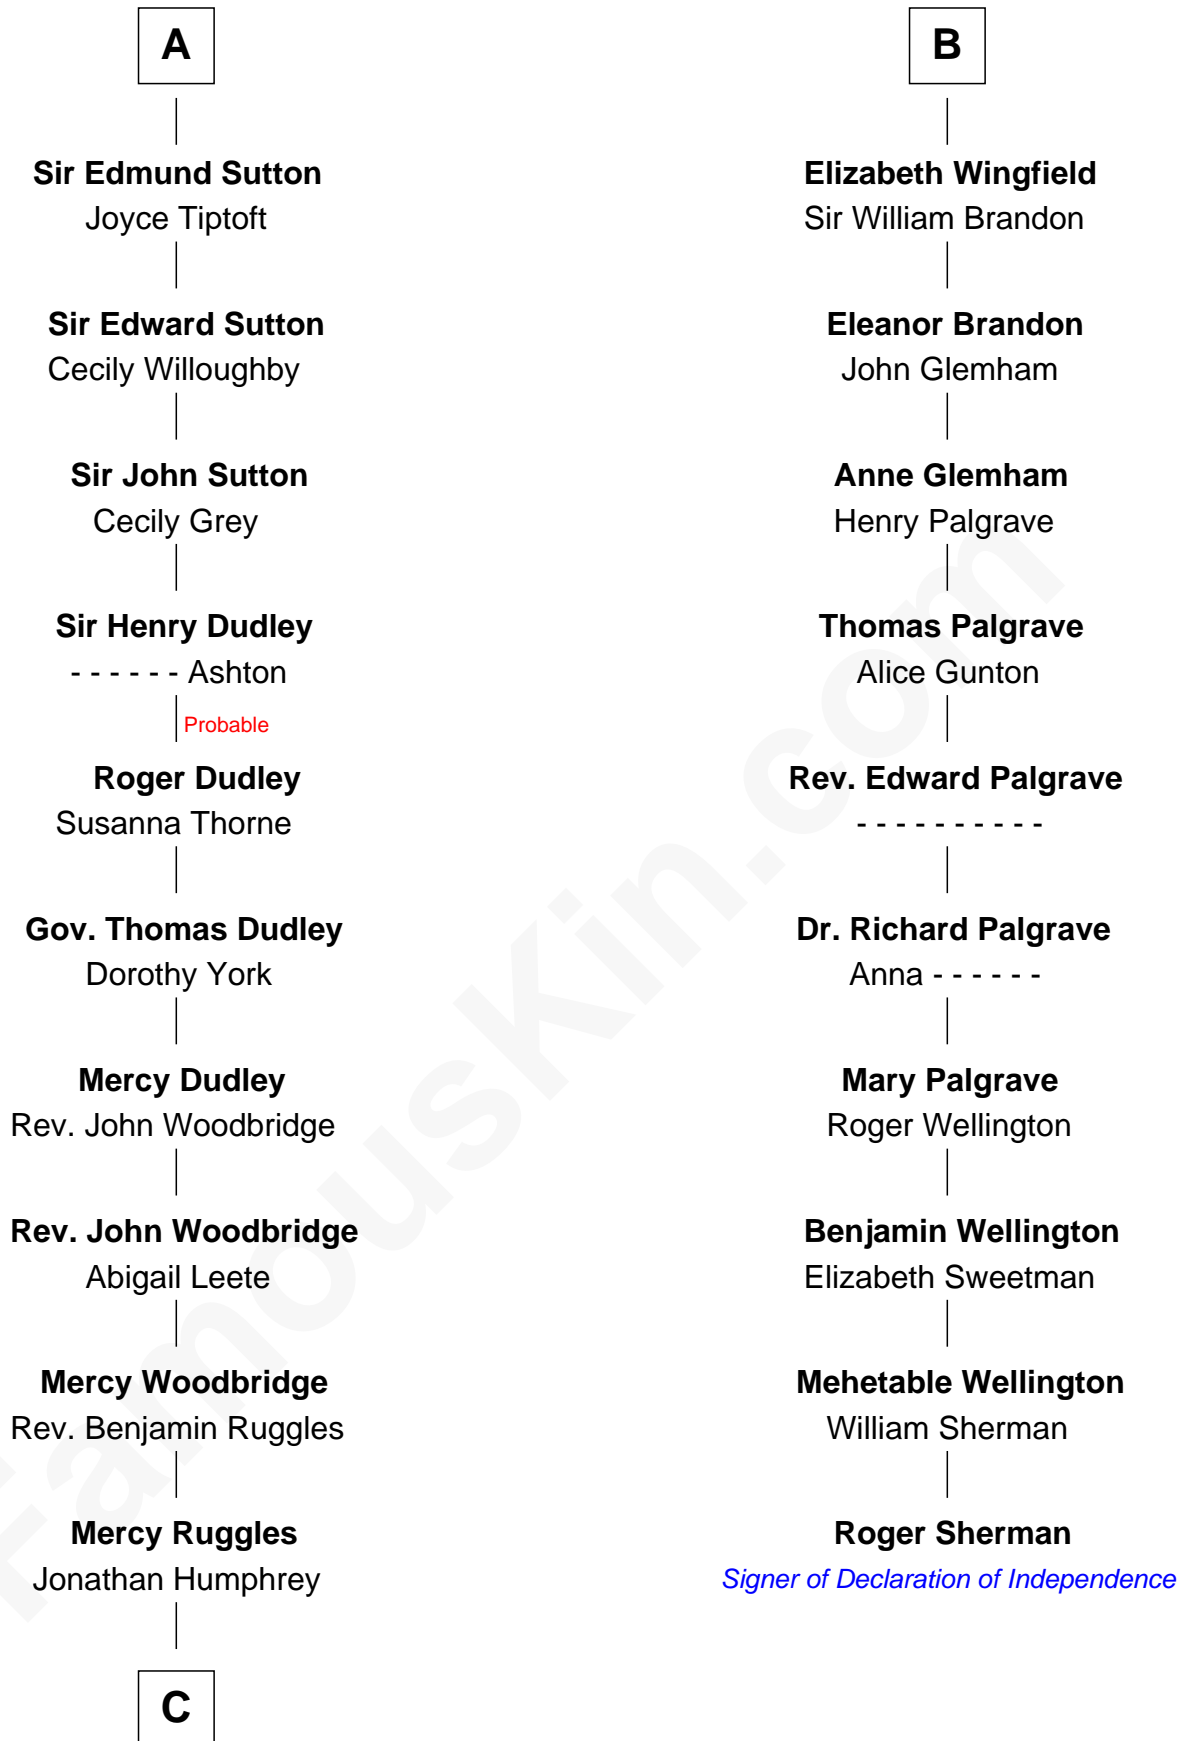 A
Sir Edmund Sutton
Joyce Tiptoft
Sir Edward Sutton
Cecily Willoughby
Sir John Sutton
Cecily Grey
Sir Henry Dudley
- - - - - - Ashton
Probable
Roger Dudley
Susanna Thorne
Gov. Thomas Dudley
Dorothy York
Mercy Dudley
Rev. John Woodbridge
Rev. John Woodbridge
Abigail Leete
Mercy Woodbridge
Rev. Benjamin Ruggles
Mercy Ruggles
Jonathan Humphrey
C
B
Elizabeth Wingfield
Sir William Brandon
Eleanor Brandon
John Glemham
Anne Glemham
Henry Palgrave
Thomas Palgrave
Alice Gunton
Rev. Edward Palgrave
- - - - - - - - - -
Dr. Richard Palgrave
Anna - - - - - -
Mary Palgrave
Roger Wellington
Benjamin Wellington
Elizabeth Sweetman
Mehetable Wellington
William Sherman
Roger Sherman
Signer of Declaration of Independence
FamousKin.com